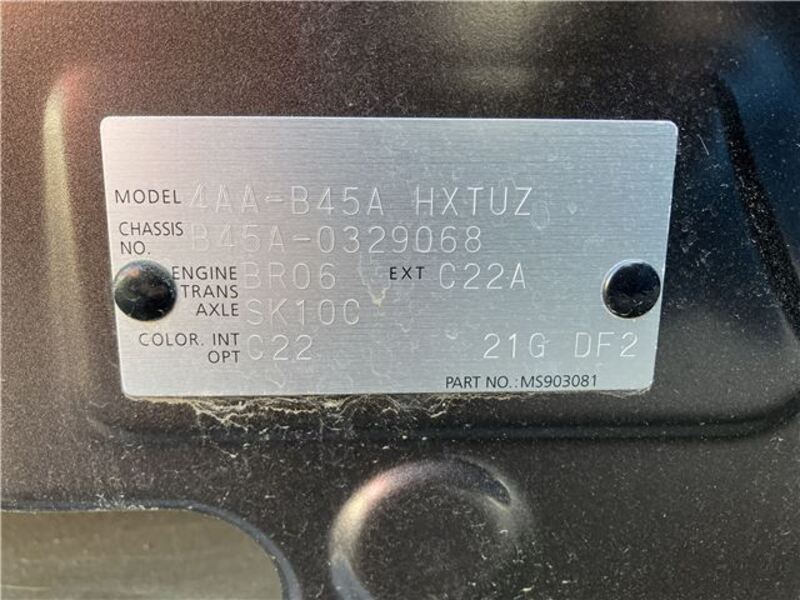 MODEL 4AA-B45A HXTUZ
CHASSIS NO. B45A-0329068
ENGINE BR06 EXT C22A
TRANS AXLE SK10C
COLOR. INT C22 21G DF2
OPT
PART NO.:MS903081